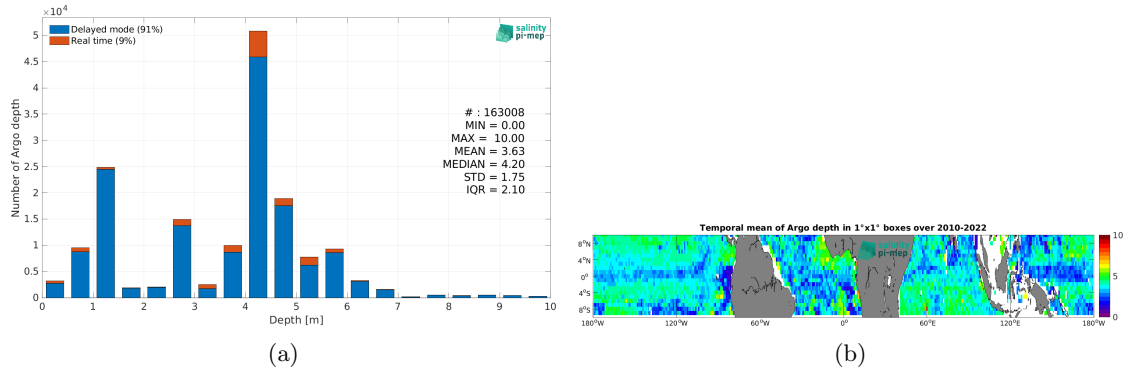 ×10⁴
Delayed mode (91%)
Real time (9%)
salinity
pi-mep
# : 163008
MIN = 0.00
MAX = 10.00
MEAN = 3.63
MEDIAN = 4.20
STD = 1.75
IQR = 2.10
Number of Argo depth
5
4.5
4
3.5
3
2.5
2
1.5
1
0.5
0
0 1 2 3 4 5 6 7 8 9 10
Depth [m]
(a)
Temporal mean of Argo depth in 1°x1° boxes over 2010-2022
salinity
pi-mep
8°N
4°N
0°
4°S
8°S
180°W 120°W 60°W 0° 60°E 120°E 180°W
10
5
0
(b)